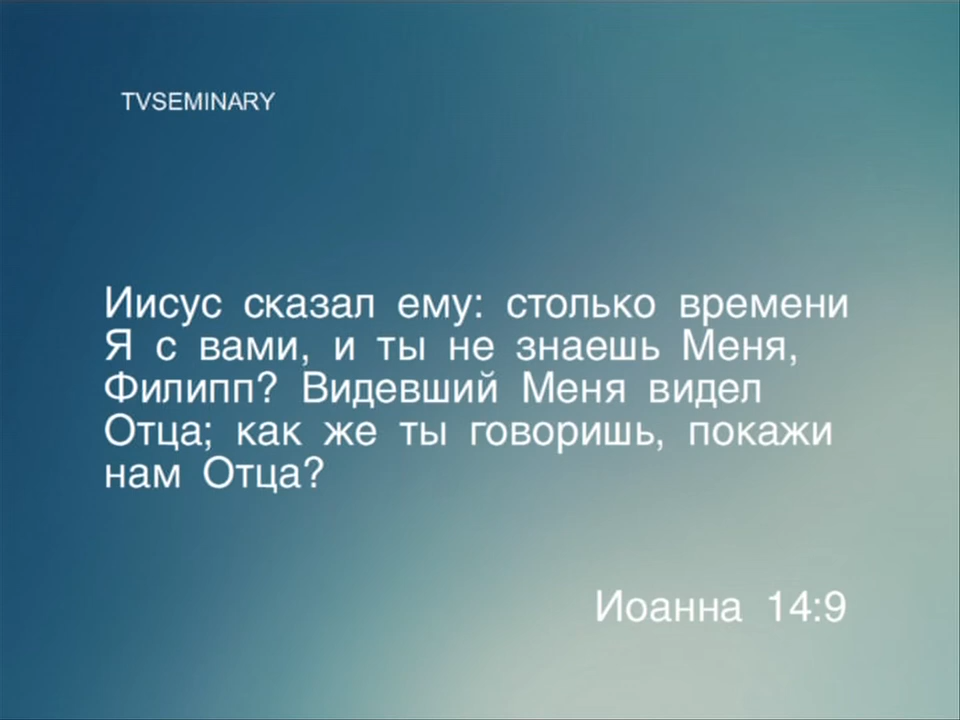 TVSEMINARY
Иисус сказал ему: столько времени
Я с вами, и ты не знаешь Меня,
Филипп? Видевший Меня видел
Отца; как же ты говоришь, покажи
нам Отца?
Иоанна 14:9